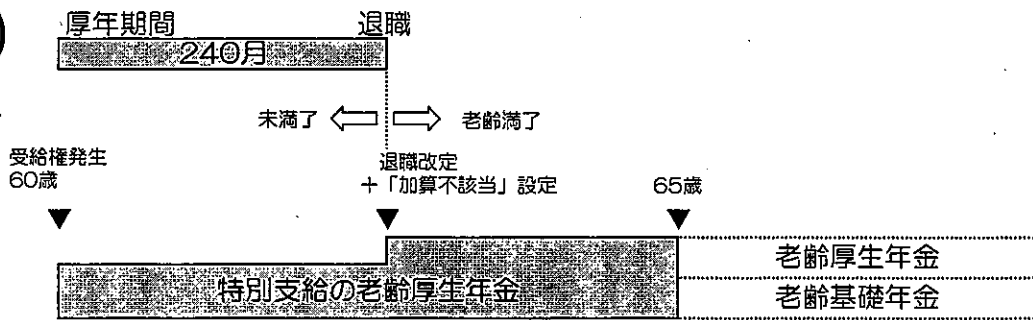 厚年期間
退職
240月
未満了
老齢満了
受給権発生
60歳
退職改定
＋「加算不該当」設定
65歳
特別支給の老齢厚生年金
老齢厚生年金
老齢基礎年金